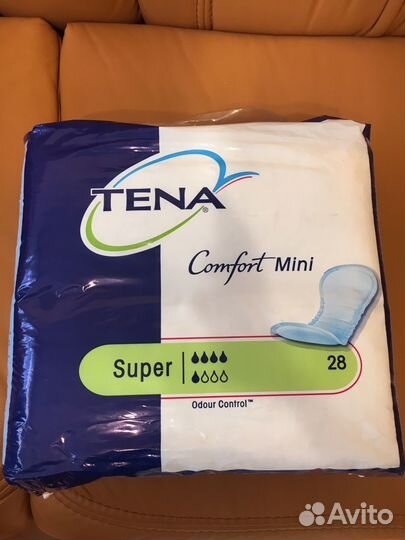 TENA®
Comfort Mini
Super
28
Odour Control™
Avito